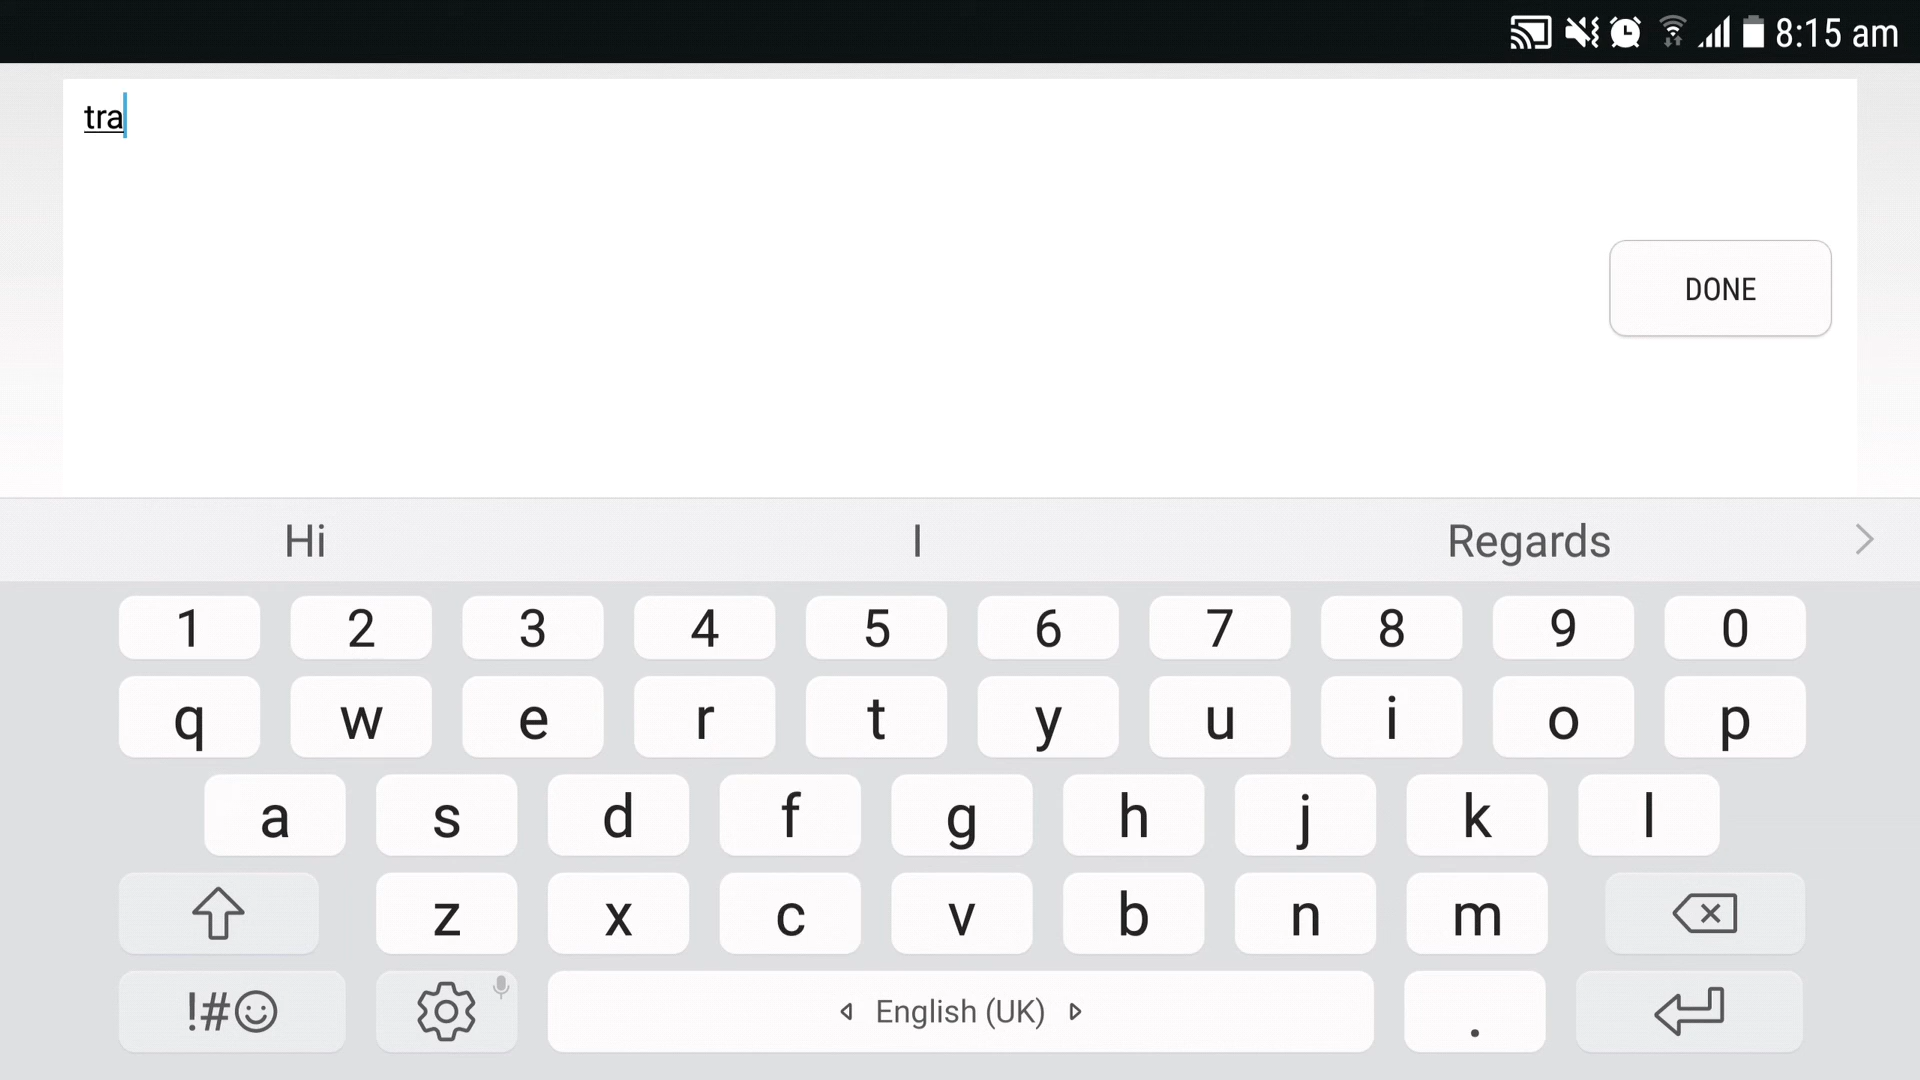 8:15 am
tra
DONE
Hi I Regards
1 2 3 4 5 6 7 8 9 0
q w e r t y u i o p
a s d f g h j k l
z x c v b n m
!#☺ English (UK) .